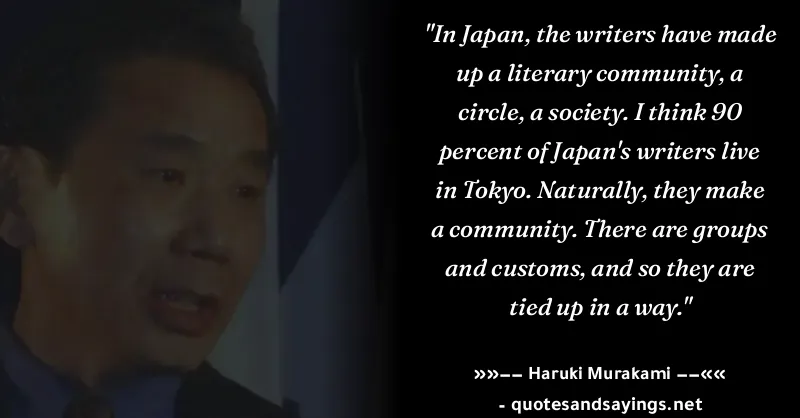 "In Japan, the writers have made
up a literary community, a
circle, a society. I think 90
percent of Japan's writers live
in Tokyo. Naturally, they make
a community. There are groups
and customs, and so they are
tied up in a way."
»»−− Haruki Murakami −−««
- quotesandsayings.net